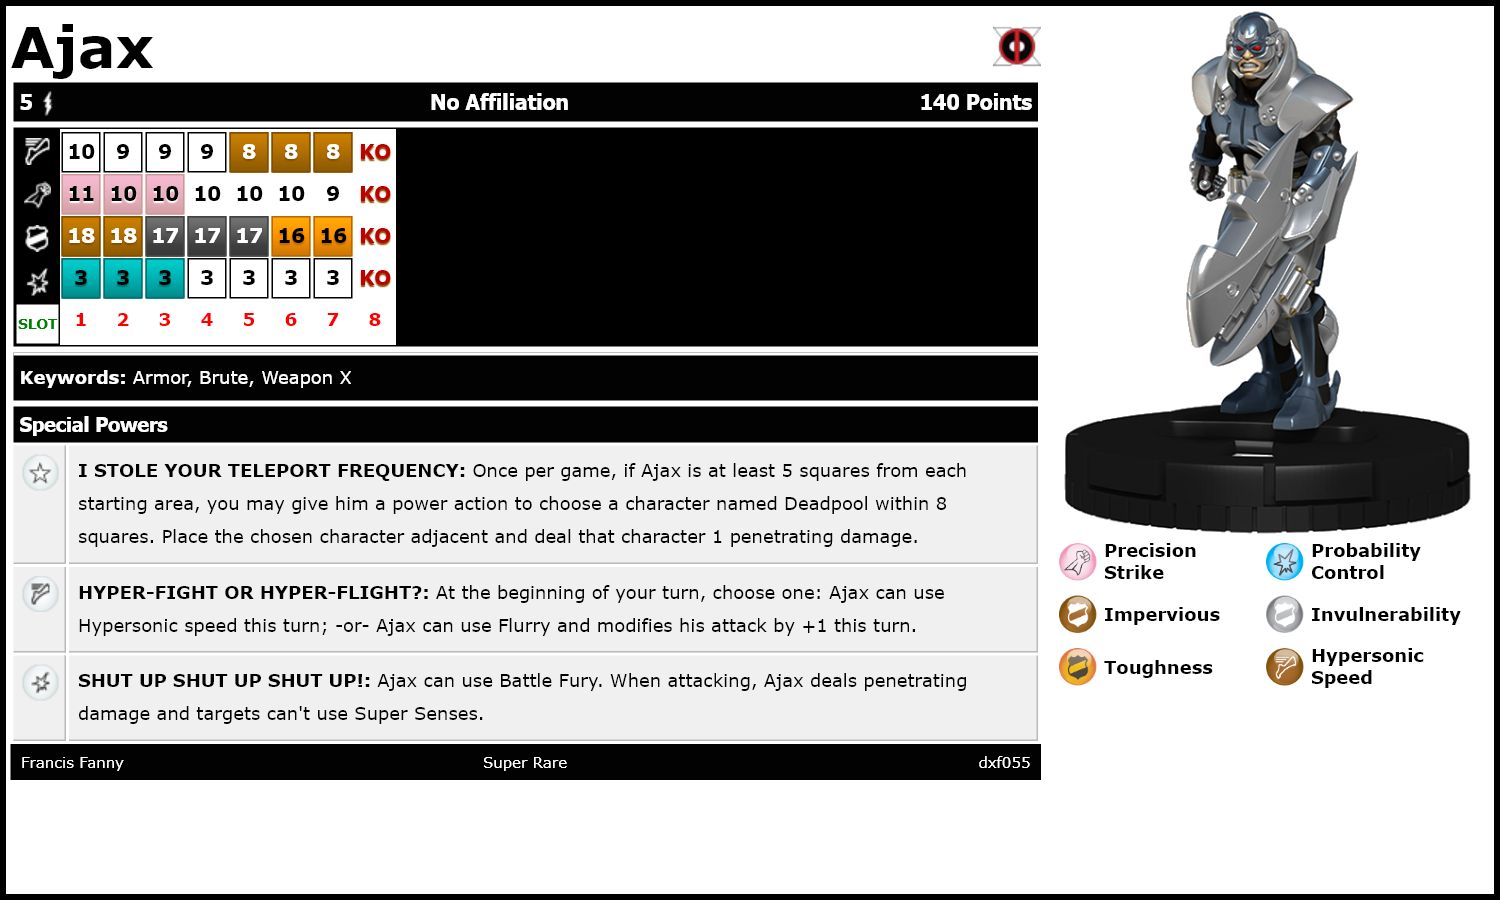 Ajax
5 No Affiliation 140 Points
10 9 9 9 8 8 8 KO
11 10 10 10 10 10 9 KO
18 18 17 17 17 16 16 KO
3 3 3 3 3 3 3 KO
SLOT 1 2 3 4 5 6 7 8
Keywords: Armor, Brute, Weapon X
Special Powers
I STOLE YOUR TELEPORT FREQUENCY: Once per game, if Ajax is at least 5 squares from each
starting area, you may give him a power action to choose a character named Deadpool within 8
squares. Place the chosen character adjacent and deal that character 1 penetrating damage.
HYPER-FIGHT OR HYPER-FLIGHT?: At the beginning of your turn, choose one: Ajax can use
Hypersonic speed this turn; -or- Ajax can use Flurry and modifies his attack by +1 this turn.
SHUT UP SHUT UP SHUT UP!: Ajax can use Battle Fury. When attacking, Ajax deals penetrating
damage and targets can't use Super Senses.
Francis Fanny Super Rare dxf055
Precision
Strike
Probability
Control
Impervious
Invulnerability
Toughness
Hypersonic
Speed